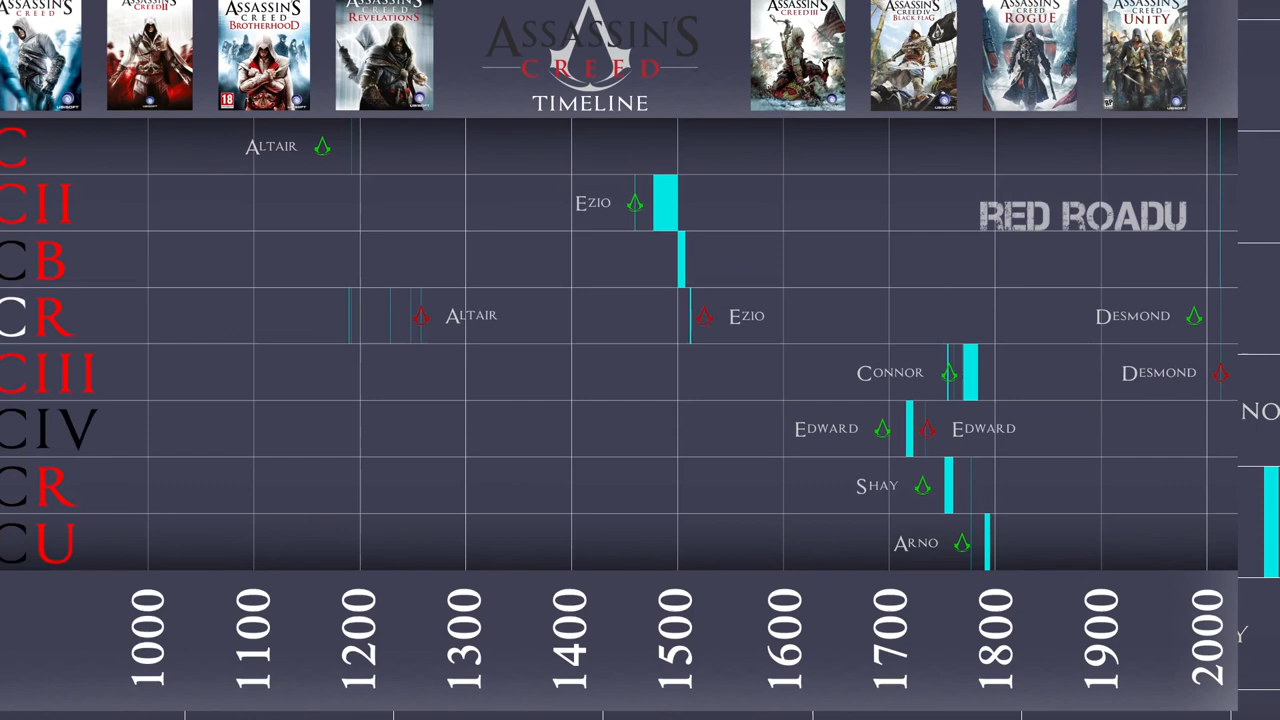 ASSASSIN'S
CREED
ASSASSIN'S
CREED II
ASSASSIN'S
CREED
BROTHERHOOD
18
UBISOFT
ASSASSIN'S
CREED
REVELATIONS
UBISOFT
ASSASSIN'S
CREED
TIMELINE
ASSASSIN'S
CREED III
ASSASSIN'S
CREED IV
BLACK FLAG
ASSASSIN'S
CREED
ROGUE
ASSASSIN'S
CREED
UNITY
C
ALTAIR
CII
EZIO
RED ROADU
CB
CR
ALTAIR
EZIO
DESMOND
CIII
CONNOR
DESMOND
CIV
EDWARD
EDWARD
NO
CR
SHAY
CU
ARNO
1000
1100
1200
1300
1400
1500
1600
1700
1800
1900
2000
Y